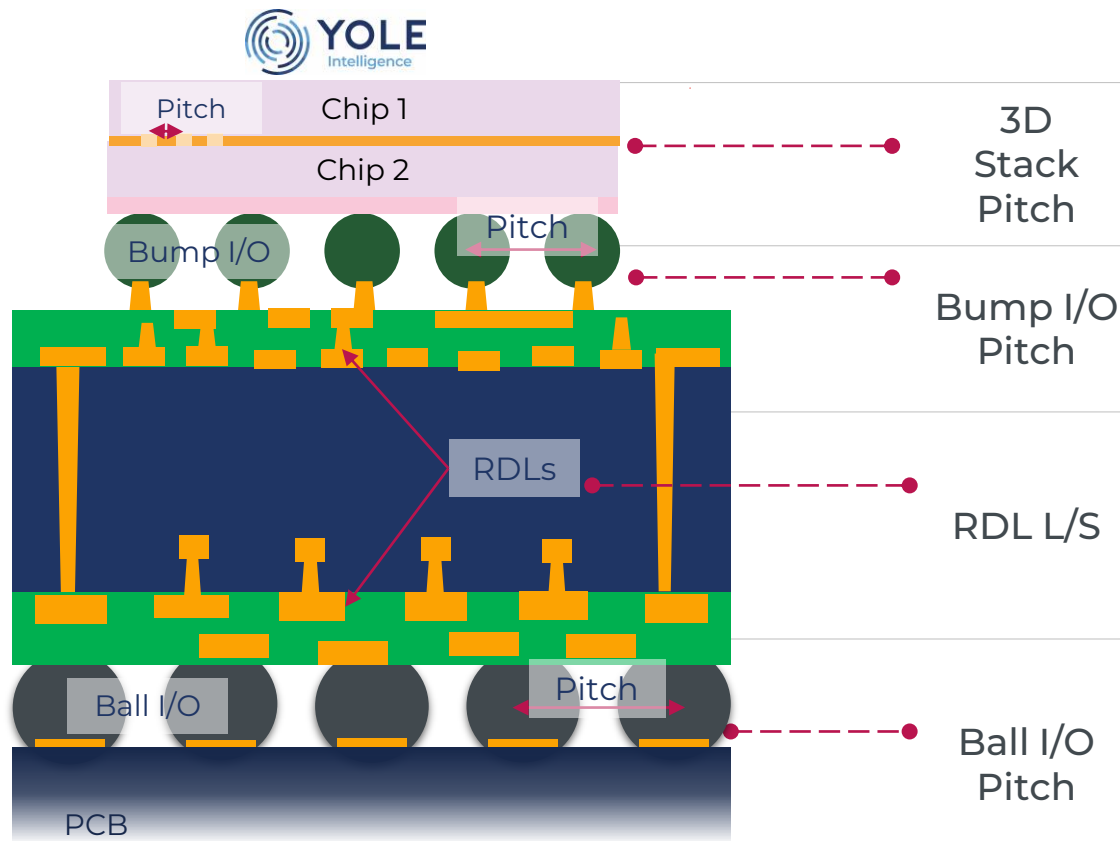 YOLE
Intelligence
Pitch
Chip 1
Chip 2
3D
Stack
Pitch
Bump I/O
Pitch
Bump I/O
Pitch
RDLs
RDL L/S
Ball I/O
Pitch
Ball I/O
Pitch
PCB